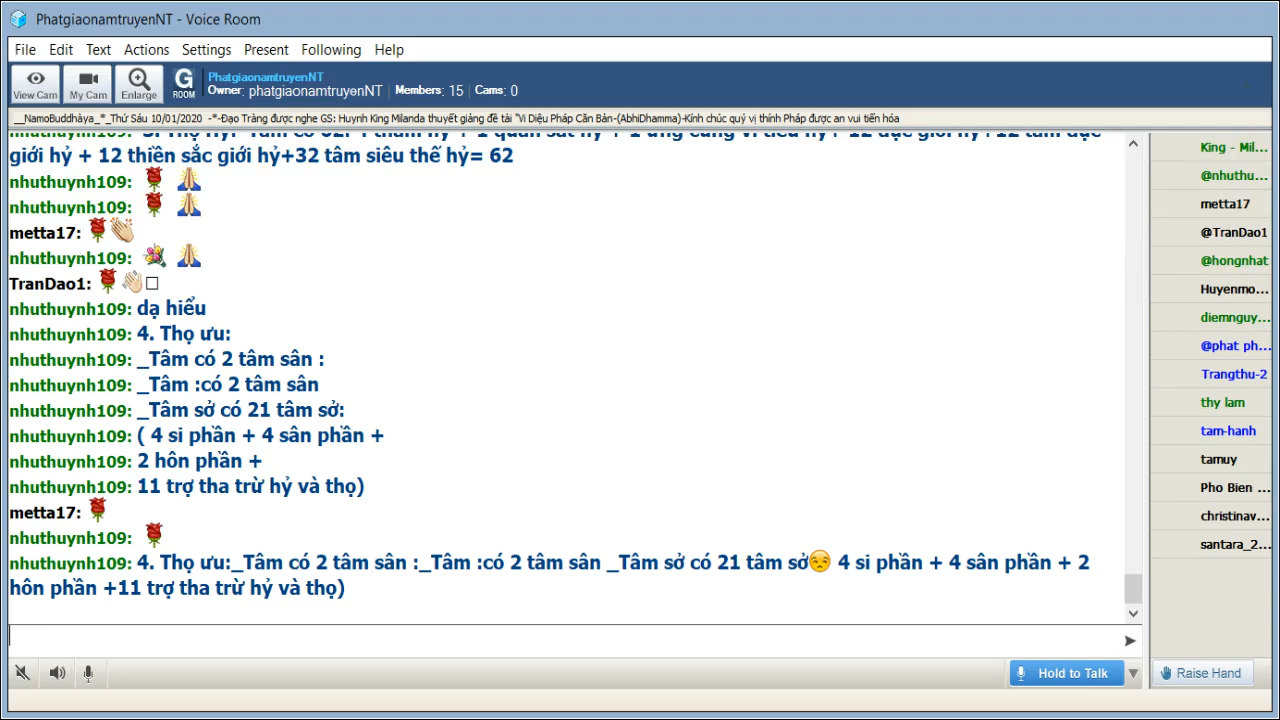 PhatgiaonamtruyenNT - Voice Room
File Edit Text Actions Settings Present Following Help
View Cam My Cam Enlarge G ROOM
PhatgiaonamtruyenNT
Owner: phatgiaonamtruyenNT Members: 15 Cams: 0
__NamoBuddhàya_*_Thứ Sáu 10/01/2020 -*-Đạo Tràng được nghe GS: Huynh King Milanda thuyết giảng đề tài "Vi Diệu Pháp Căn Bản-(AbhiDhamma)-Kính chúc quý vị thính Pháp được an vui tiến hóa
giới hỷ + 12 thiền sắc giới hỷ+32 tâm siêu thế hỷ= 62
nhuthuynh109:
nhuthuynh109:
metta17:
nhuthuynh109:
TranDao1:
nhuthuynh109: dạ hiểu
nhuthuynh109: 4. Thọ ưu:
nhuthuynh109: _Tâm có 2 tâm sân :
nhuthuynh109: _Tâm :có 2 tâm sân
nhuthuynh109: _Tâm sở có 21 tâm sở:
nhuthuynh109: ( 4 si phần + 4 sân phần +
nhuthuynh109: 2 hôn phần +
nhuthuynh109: 11 trợ tha trừ hỷ và thọ)
metta17:
nhuthuynh109:
nhuthuynh109: 4. Thọ ưu:_Tâm có 2 tâm sân :_Tâm :có 2 tâm sân _Tâm sở có 21 tâm sở 4 si phần + 4 sân phần + 2
hôn phần +11 trợ tha trừ hỷ và thọ)
King - Mil...
@nhuthu...
metta17
@TranDao1
@hongnhat
Huyenmo...
diemnguy...
@phat ph...
Trangthu-2
thy lam
tam-hanh
tamuy
Pho Bien ...
christinav...
santara_2...
Hold to Talk
Raise Hand